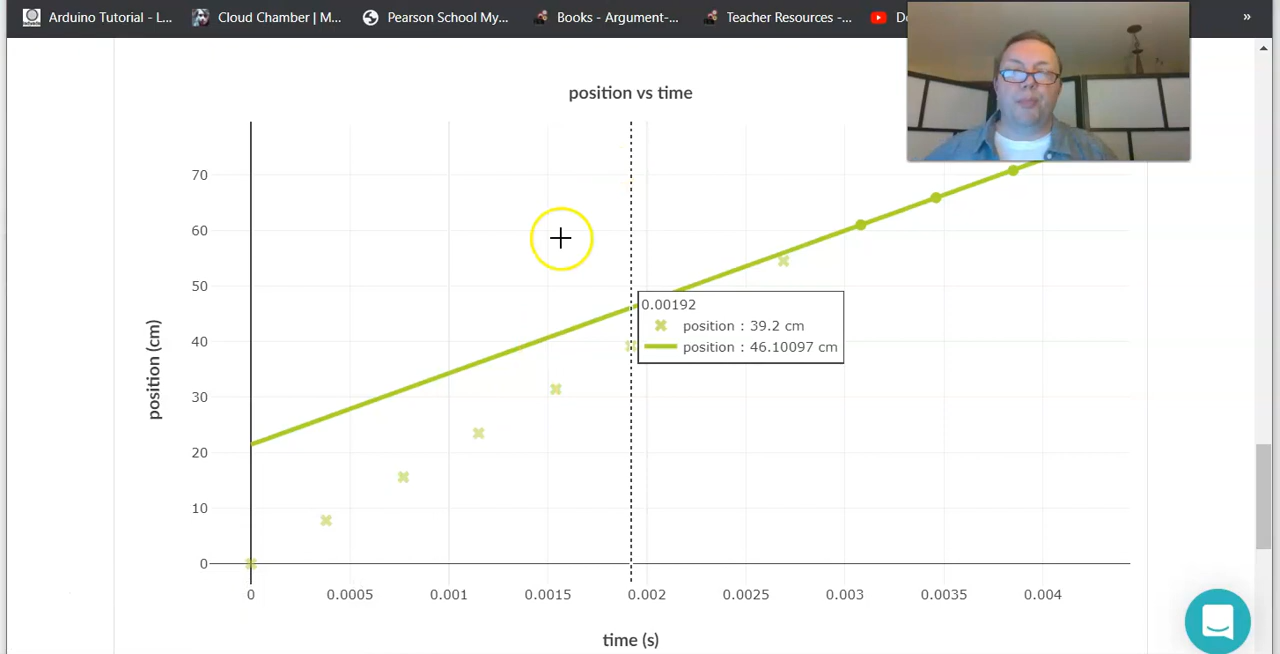 Arduino Tutorial - L...
Cloud Chamber | M...
Pearson School My...
Books - Argument-...
Teacher Resources -...
»
position vs time
70
60
50
40
30
20
10
0
position (cm)
0.00192
position : 39.2 cm
position : 46.10097 cm
0 0.0005 0.001 0.0015 0.002 0.0025 0.003 0.0035 0.004
time (s)